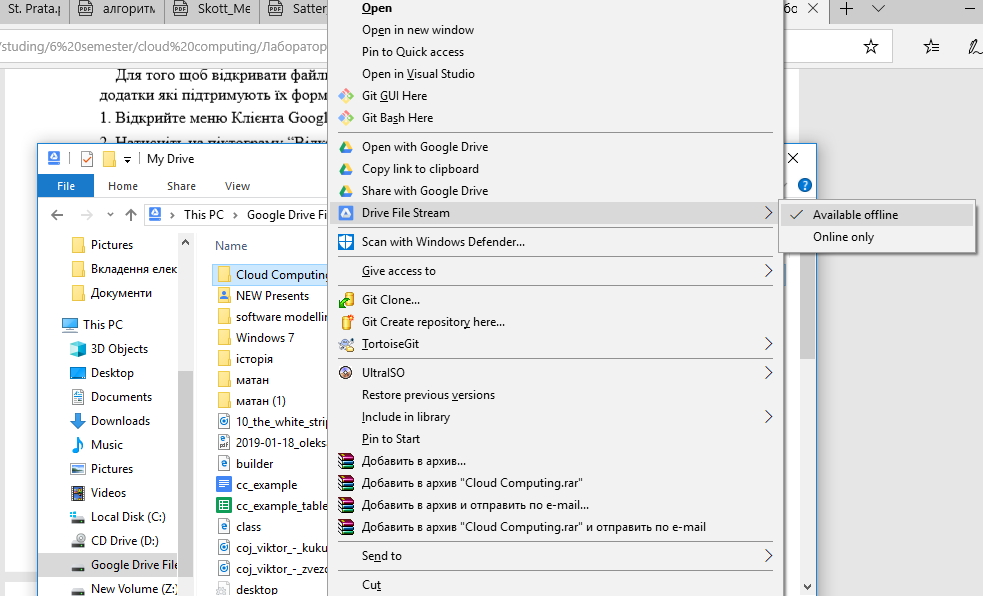 St. Prata.p
алгоритм
Skott_Me
Satter
бс
/studing/6%20semester/cloud%20computing/Лаборатор
Для того щоб відкривати файли
додатки які підтримують їх форм
1. Відкрийте меню Клієнта Googl
My Drive
File
Home
Share
View
This PC
Google Drive Fi
Name
Pictures
Вкладення елек
Документи
This PC
3D Objects
Desktop
Documents
Downloads
Music
Pictures
Videos
Local Disk (C:)
CD Drive (D:)
Google Drive File
New Volume (Z:)
Cloud Computing
NEW Presents
software modellin
Windows 7
історія
матан
матан (1)
10_the_white_strip
2019-01-18_oleks
builder
cc_example
cc_example_table
class
coj_viktor_-_kuku
coj_viktor_-_zvezd
desktop
Open
Open in new window
Pin to Quick access
Open in Visual Studio
Git GUI Here
Git Bash Here
Open with Google Drive
Copy link to clipboard
Share with Google Drive
Drive File Stream
Scan with Windows Defender...
Give access to
Git Clone...
Git Create repository here...
TortoiseGit
UltraISO
Restore previous versions
Include in library
Pin to Start
Добавить в архив...
Добавить в архив "Cloud Computing.rar"
Добавить в архив и отправить по e-mail...
Добавить в архив "Cloud Computing.rar" и отправить по e-mail
Send to
Cut
Available offline
Online only